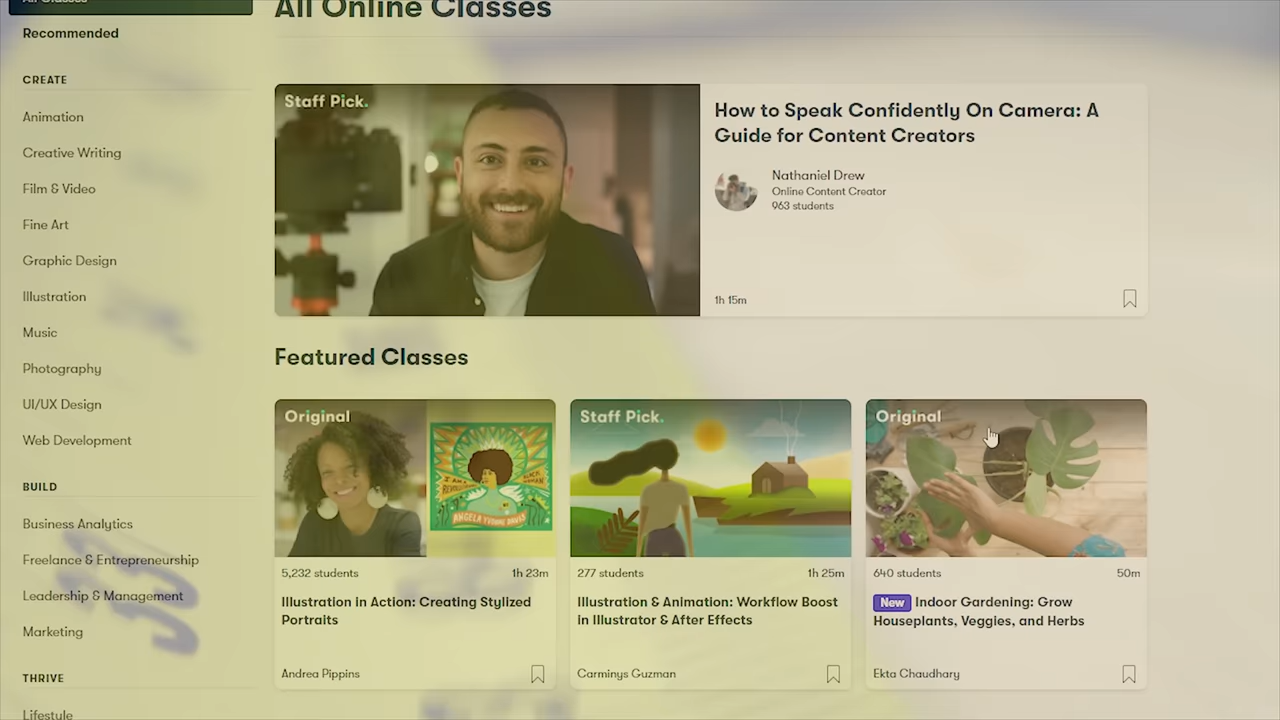 All Classes
All Online Classes
Recommended
CREATE
Animation
Creative Writing
Film & Video
Fine Art
Graphic Design
Illustration
Music
Photography
UI/UX Design
Web Development
BUILD
Business Analytics
Freelance & Entrepreneurship
Leadership & Management
Marketing
THRIVE
Lifestyle
Staff Pick.
How to Speak Confidently On Camera: A
Guide for Content Creators
Nathaniel Drew
Online Content Creator
963 students
1h 15m
Featured Classes
Original
ANGELA YVONNE DAVIS
5,232 students
1h 23m
Illustration in Action: Creating Stylized
Portraits
Andrea Pippins
Staff Pick.
277 students
1h 25m
Illustration & Animation: Workflow Boost
in Illustrator & After Effects
Carminys Guzman
Original
640 students
50m
New Indoor Gardening: Grow
Houseplants, Veggies, and Herbs
Ekta Chaudhary